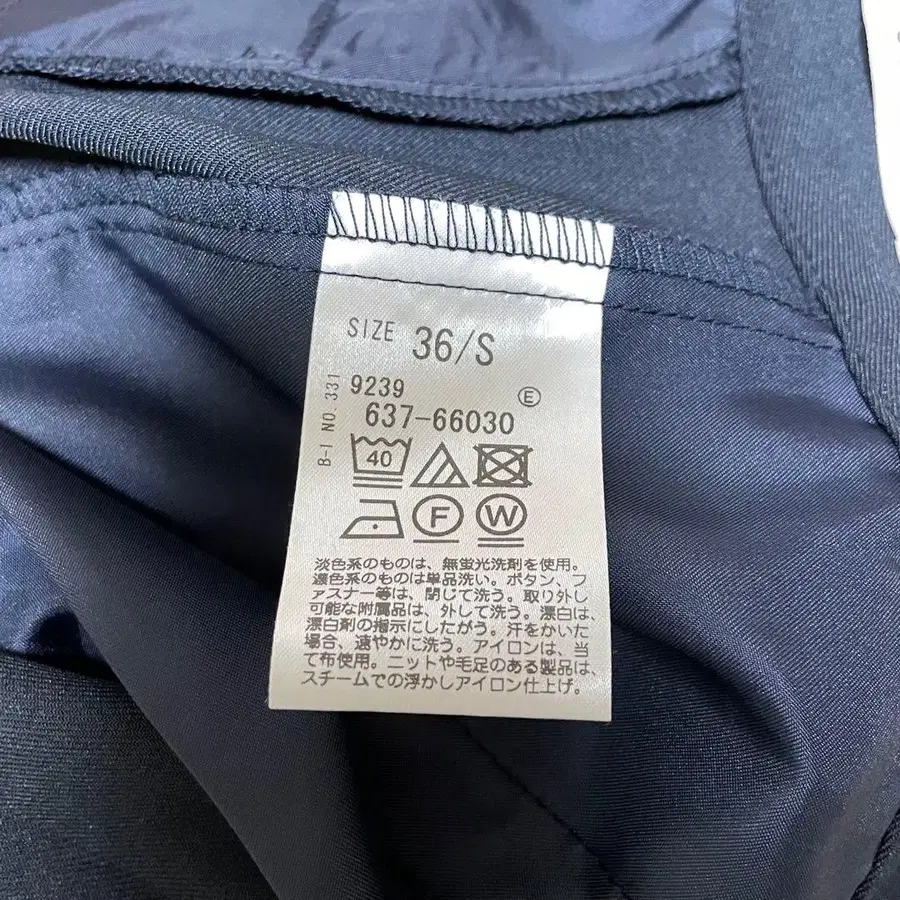 SIZE 36/S
B-I NO.331
9239
Ⓔ
637-66030
40
F W
淡色系のものは、無蛍光洗剤を使用。
濃色系のものは単品洗い。ボタン、フ
ァスナー等は、閉じて洗う。取り外し
可能な附属品は、外して洗う。漂白は、
漂白剤の指示にしたがう。汗をかいた
場合、速やかに洗う。アイロンは、当
て布使用。ニットや毛足のある製品は、
スチームでの浮かしアイロン仕上げ。